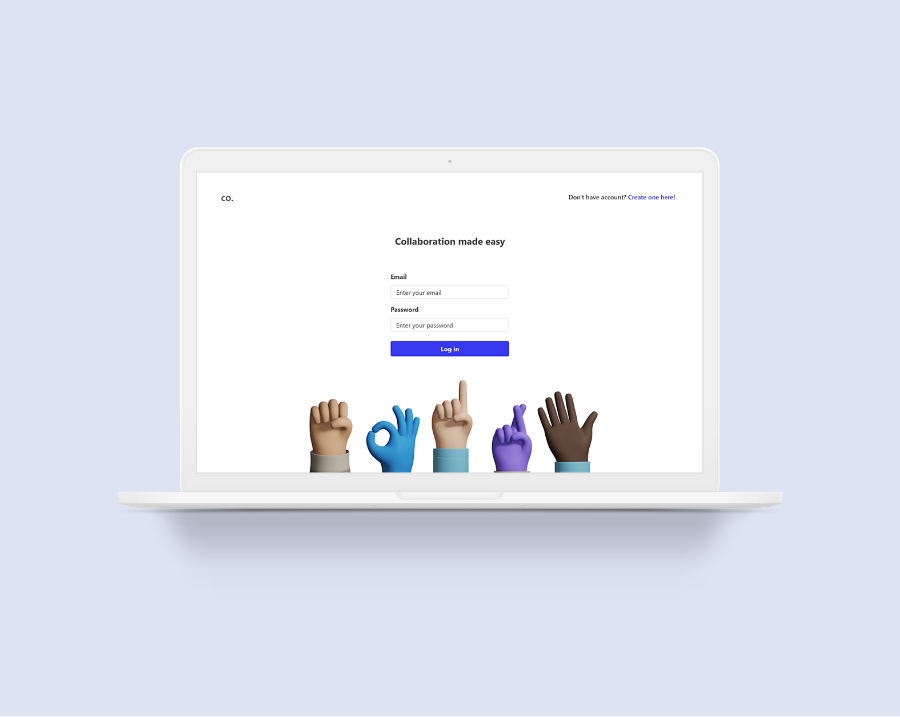 CO.
Don't have account? Create one here!
Collaboration made easy
Email
Enter your email
Password
Enter your password
Log in